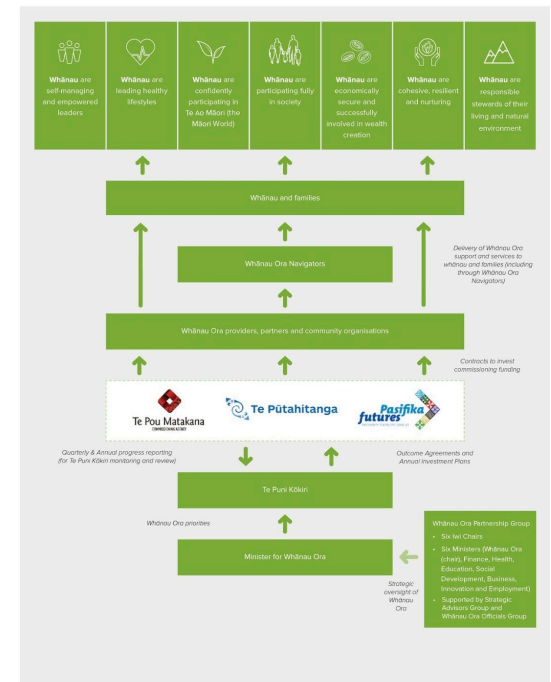 Whānau are
self-managing
and empowered
leaders
Whānau are
leading healthy
lifestyles
Whānau are
confidently
participating in
Te Ao Māori (the
Māori World)
Whānau are
participating fully
in society
Whānau are
economically
secure and
successfully
involved in wealth
creation
Whānau are
cohesive, resilient
and nurturing
Whānau are
responsible
stewards of their
living and natural
environment
Whānau and families
Delivery of Whānau Ora
support and services to
whānau and families (including
through Whānau Ora
Navigators)
Whānau Ora Navigators
Whānau Ora providers, partners and community organisations
Contracts to invest
commissioning funding
Te Pou Matakana
COMMISSIONING AGENCY
Te Pūtahitanga
Pasifika
futures
Quarterly & Annual progress reporting
(for Te Puni Kōkiri monitoring and review)
Outcome Agreements and
Annual Investment Plans
Te Puni Kōkiri
Whānau Ora priorities
Minister for Whānau Ora
Strategic
oversight of
Whānau
Ora
Whānau Ora Partnership Group
• Six Iwi Chairs
• Six Ministers (Whānau Ora
(chair), Finance, Health,
Education, Social
Development, Business,
Innovation and Employment)
• Supported by Strategic
Advisors Group and
Whānau Ora Officials Group